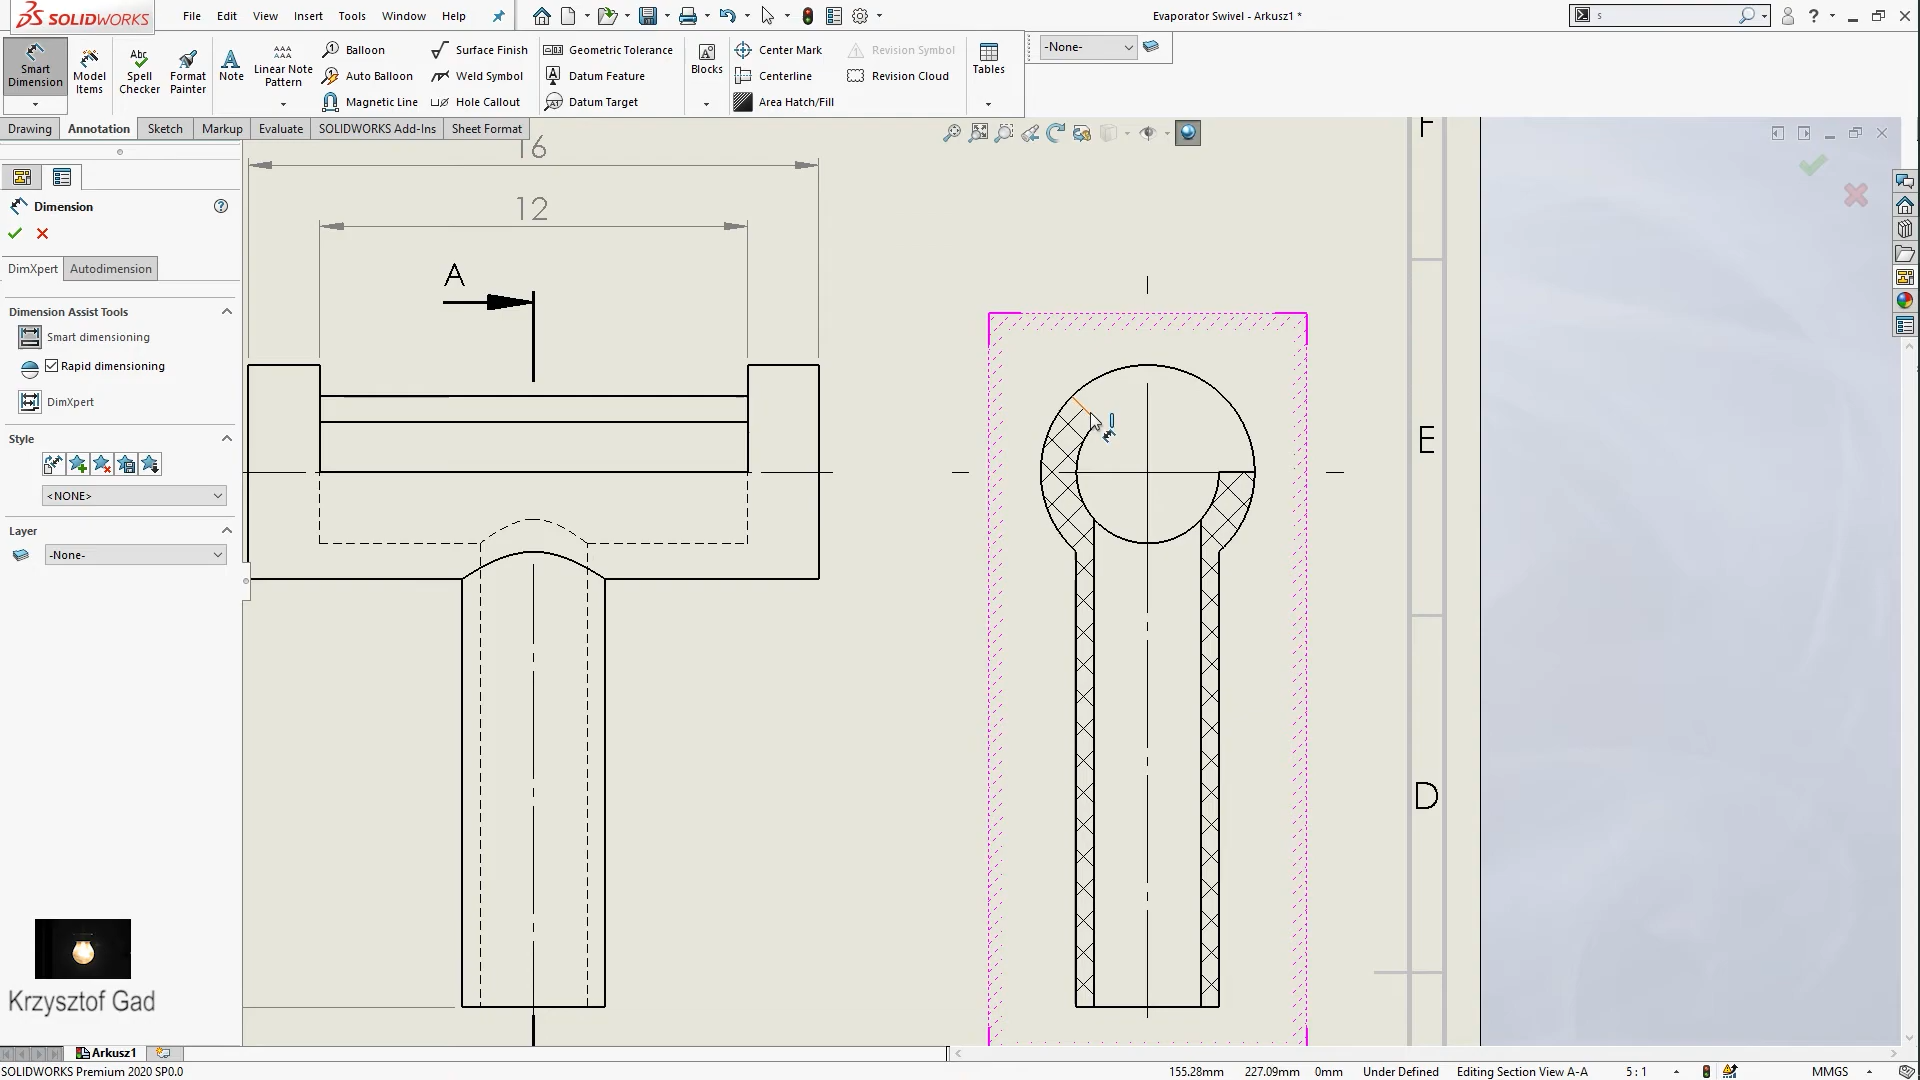 SOLIDWORKS
File
Edit
View
Insert
Tools
Window
Help
Evaporator Swivel - Arkusz1 *
s
Smart Dimension
Model Items
Abc
Spell Checker
Format Painter
Note
Linear Note Pattern
Balloon
Auto Balloon
Magnetic Line
Surface Finish
Weld Symbol
Hole Callout
Geometric Tolerance
Datum Feature
Datum Target
Blocks
Center Mark
Centerline
Area Hatch/Fill
Revision Symbol
Revision Cloud
Tables
-None-
Drawing
Annotation
Sketch
Markup
Evaluate
SOLIDWORKS Add-Ins
Sheet Format
Dimension
DimXpert
Autodimension
Dimension Assist Tools
Smart dimensioning
Rapid dimensioning
DimXpert
Style
<NONE>
Layer
-None-
16
12
A
F
E
D
Krzysztof Gad
Arkusz1
SOLIDWORKS Premium 2020 SP0.0
155.28mm
227.09mm
0mm
Under Defined
Editing Section View A-A
5 : 1
MMGS